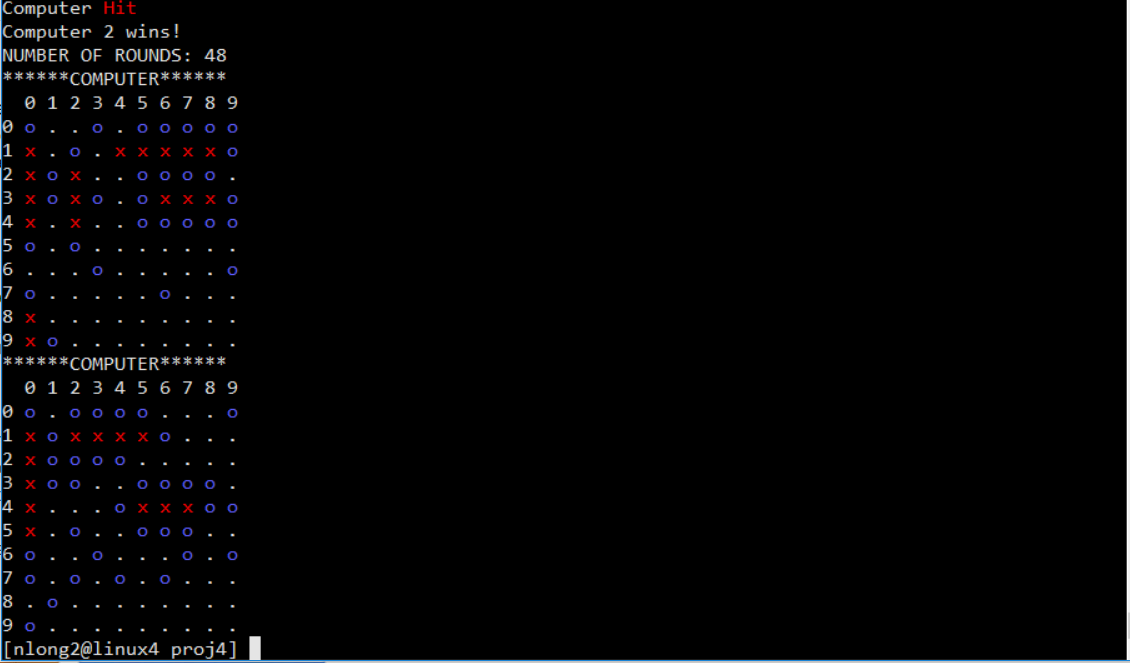 Computer Hit
Computer 2 wins!
NUMBER OF ROUNDS: 48
******COMPUTER******
  0 1 2 3 4 5 6 7 8 9
0 o . . o . o o o o o
1 x . o . x x x x x o
2 x o x . . o o o o .
3 x o x o . o x x x o
4 x . x . . o o o o o
5 o . o . . . . . . .
6 . . . o . . . . . o
7 o . . . . . o . . .
8 x . . . . . . . . .
9 x o . . . . . . . .
******COMPUTER******
  0 1 2 3 4 5 6 7 8 9
0 o . o o o o . . . o
1 x o x x x x o . . .
2 x o o o o . . . . .
3 x o o . . o o o o .
4 x . . . o x x x o o
5 x . o . . o o o . .
6 o . . o . . . o . o
7 o . o . o . o . . .
8 . o . . . . . . . .
9 o . . . . . . . . .
[nlong2@linux4 proj4]